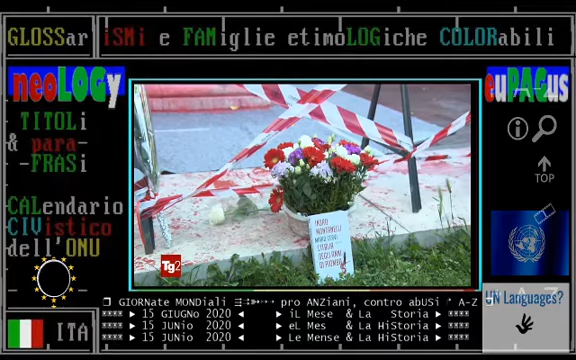 GLOSSar iSMi e FAMiglie etimoLOGiche COLORabili
neoLOGy
euPAGus
TITOLi
& para-
-FRASi
CALendario
CIVistico
dell'ONU
TOP
INDRO
MONTANELLI
Tg2
GIORNate MONDiali pro ANZiani, contro abUSi A-Z
15 GIUGNo 2020 iL Mese & La Storia
15 JUNio 2020 eL Mes & La HiStoria
15 JUNio 2020 Le Mense & La HiStoria
UN Languages?
ITA